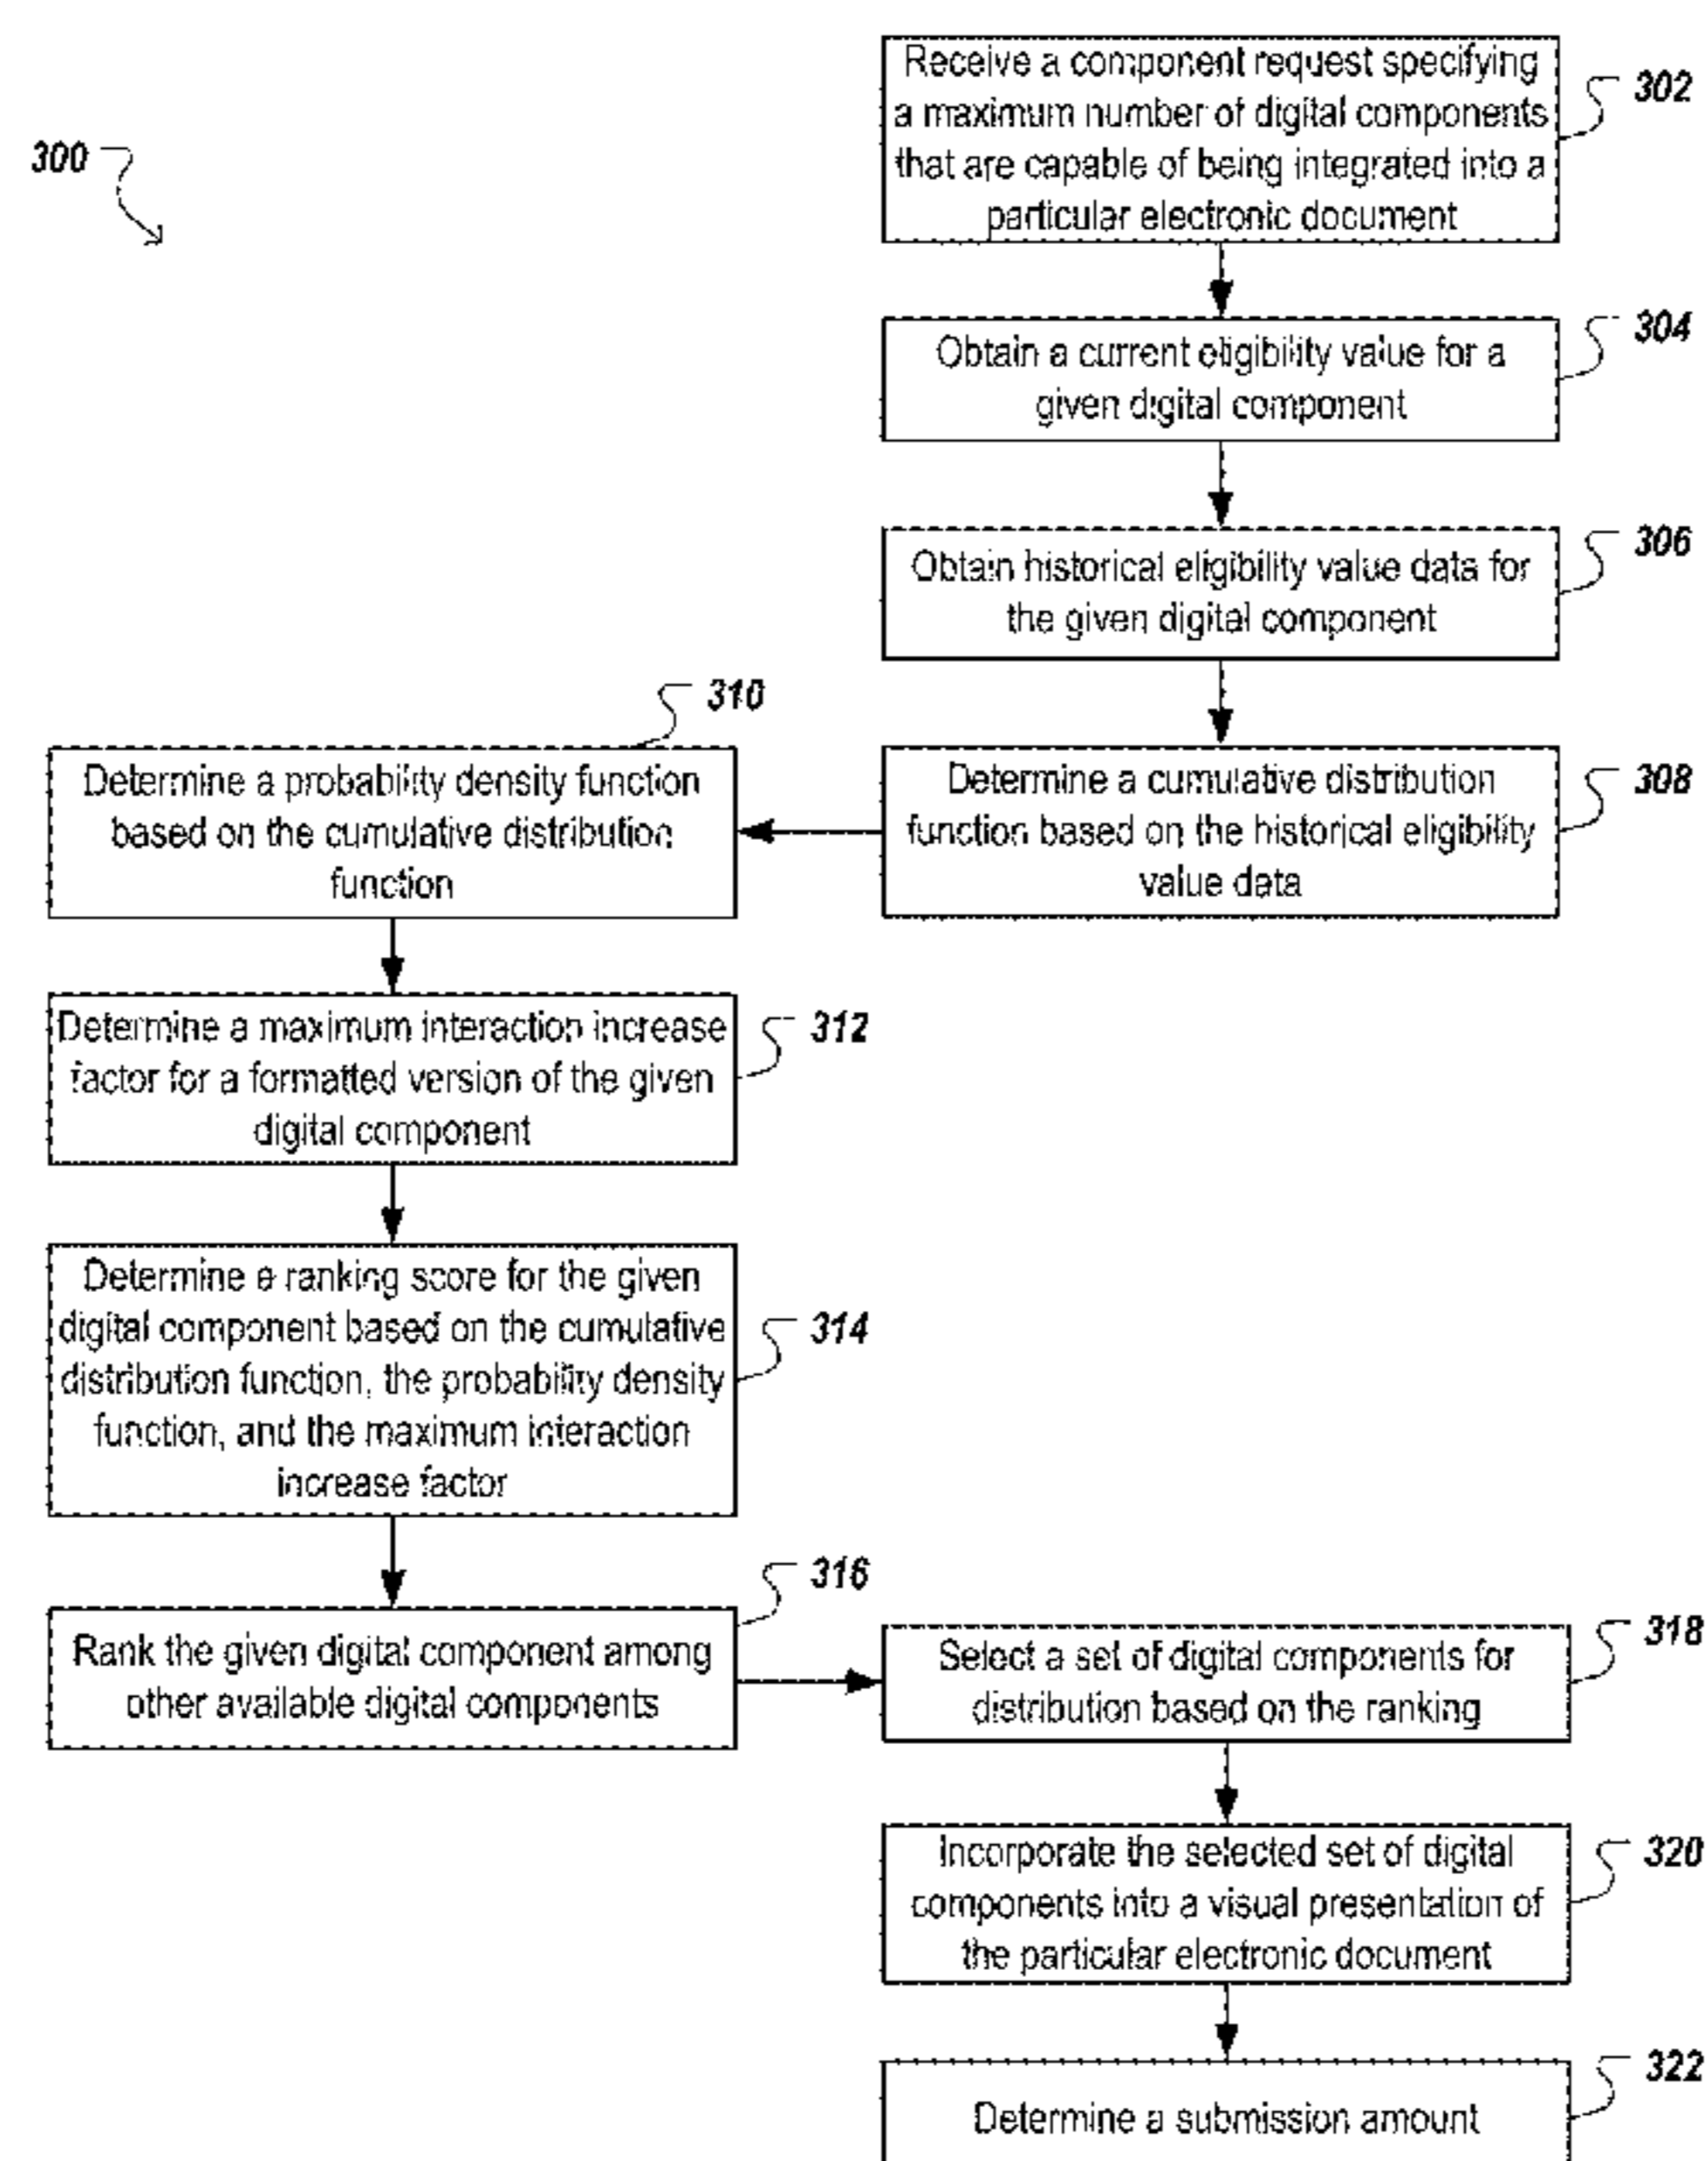 300
Receive a component request specifying
a maximum number of digital components
that are capable of being integrated into a
particular electronic document
302
Obtain a current eligibility value for a
given digital component
304
Obtain historical eligibility value data for
the given digital component
306
Determine a cumulative distribution
function based on the historical eligibility
value data
308
310
Determine a probability density function
based on the cumulative distribution
function
Determine a maximum interaction increase
factor for a formatted version of the given
digital component
312
Determine a ranking score for the given
digital component based on the cumulative
distribution function, the probability density
function, and the maximum interaction
increase factor
314
Rank the given digital component among
other available digital components
316
Select a set of digital components for
distribution based on the ranking
318
Incorporate the selected set of digital
components into a visual presentation of
the particular electronic document
320
Determine a submission amount
322